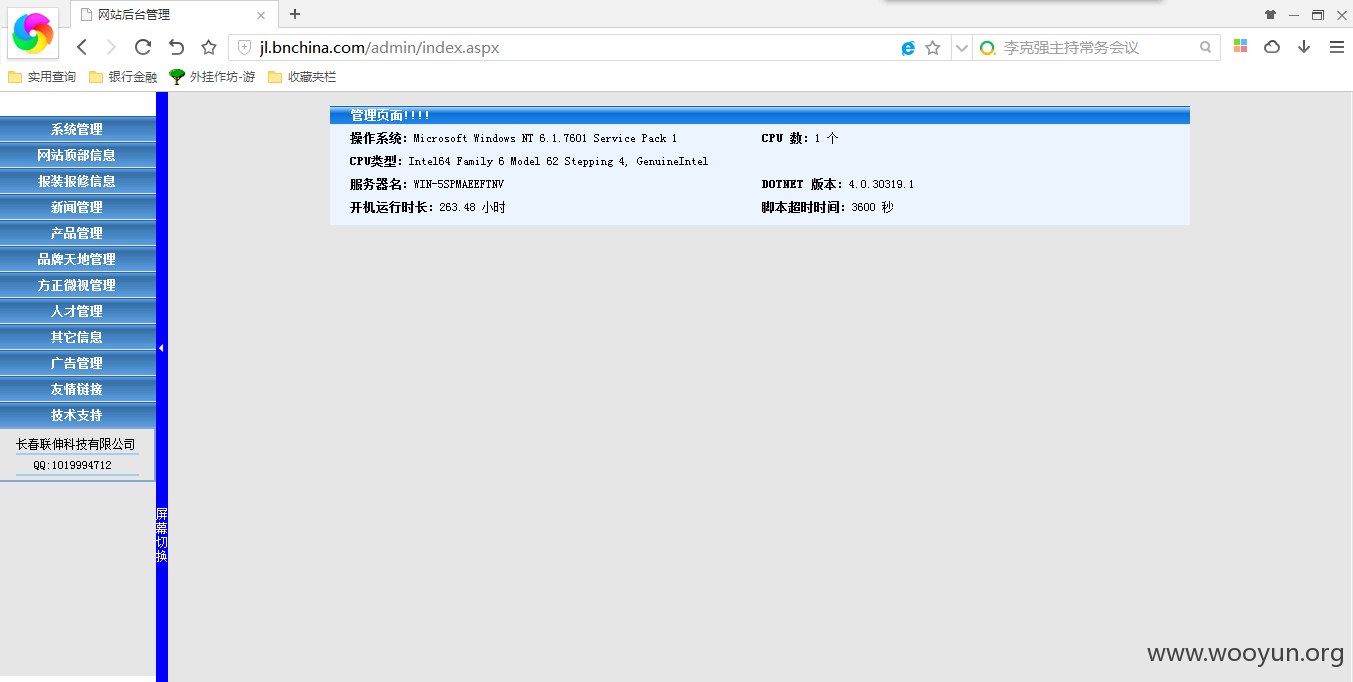 网站后台管理
jl.bnchina.com/admin/index.aspx
李克强主持常务会议
实用查询 银行金融 外挂作坊-游 收藏夹栏
系统管理
网站顶部信息
报装报修信息
新闻管理
产品管理
品牌天地管理
方正微视管理
人才管理
其它信息
广告管理
友情链接
技术支持
长春联伸科技有限公司
QQ:1019994712
屏幕切换
管理页面!!!!
操作系统: Microsoft Windows NT 6.1.7601 Service Pack 1 CPU 数: 1 个
CPU类型: Intel64 Family 6 Model 62 Stepping 4, GenuineIntel
服务器名: WIN-5SPMAEEFTNV DOTNET 版本: 4.0.30319.1
开机运行时长: 263.48 小时 脚本超时时间: 3600 秒
www.wooyun.org